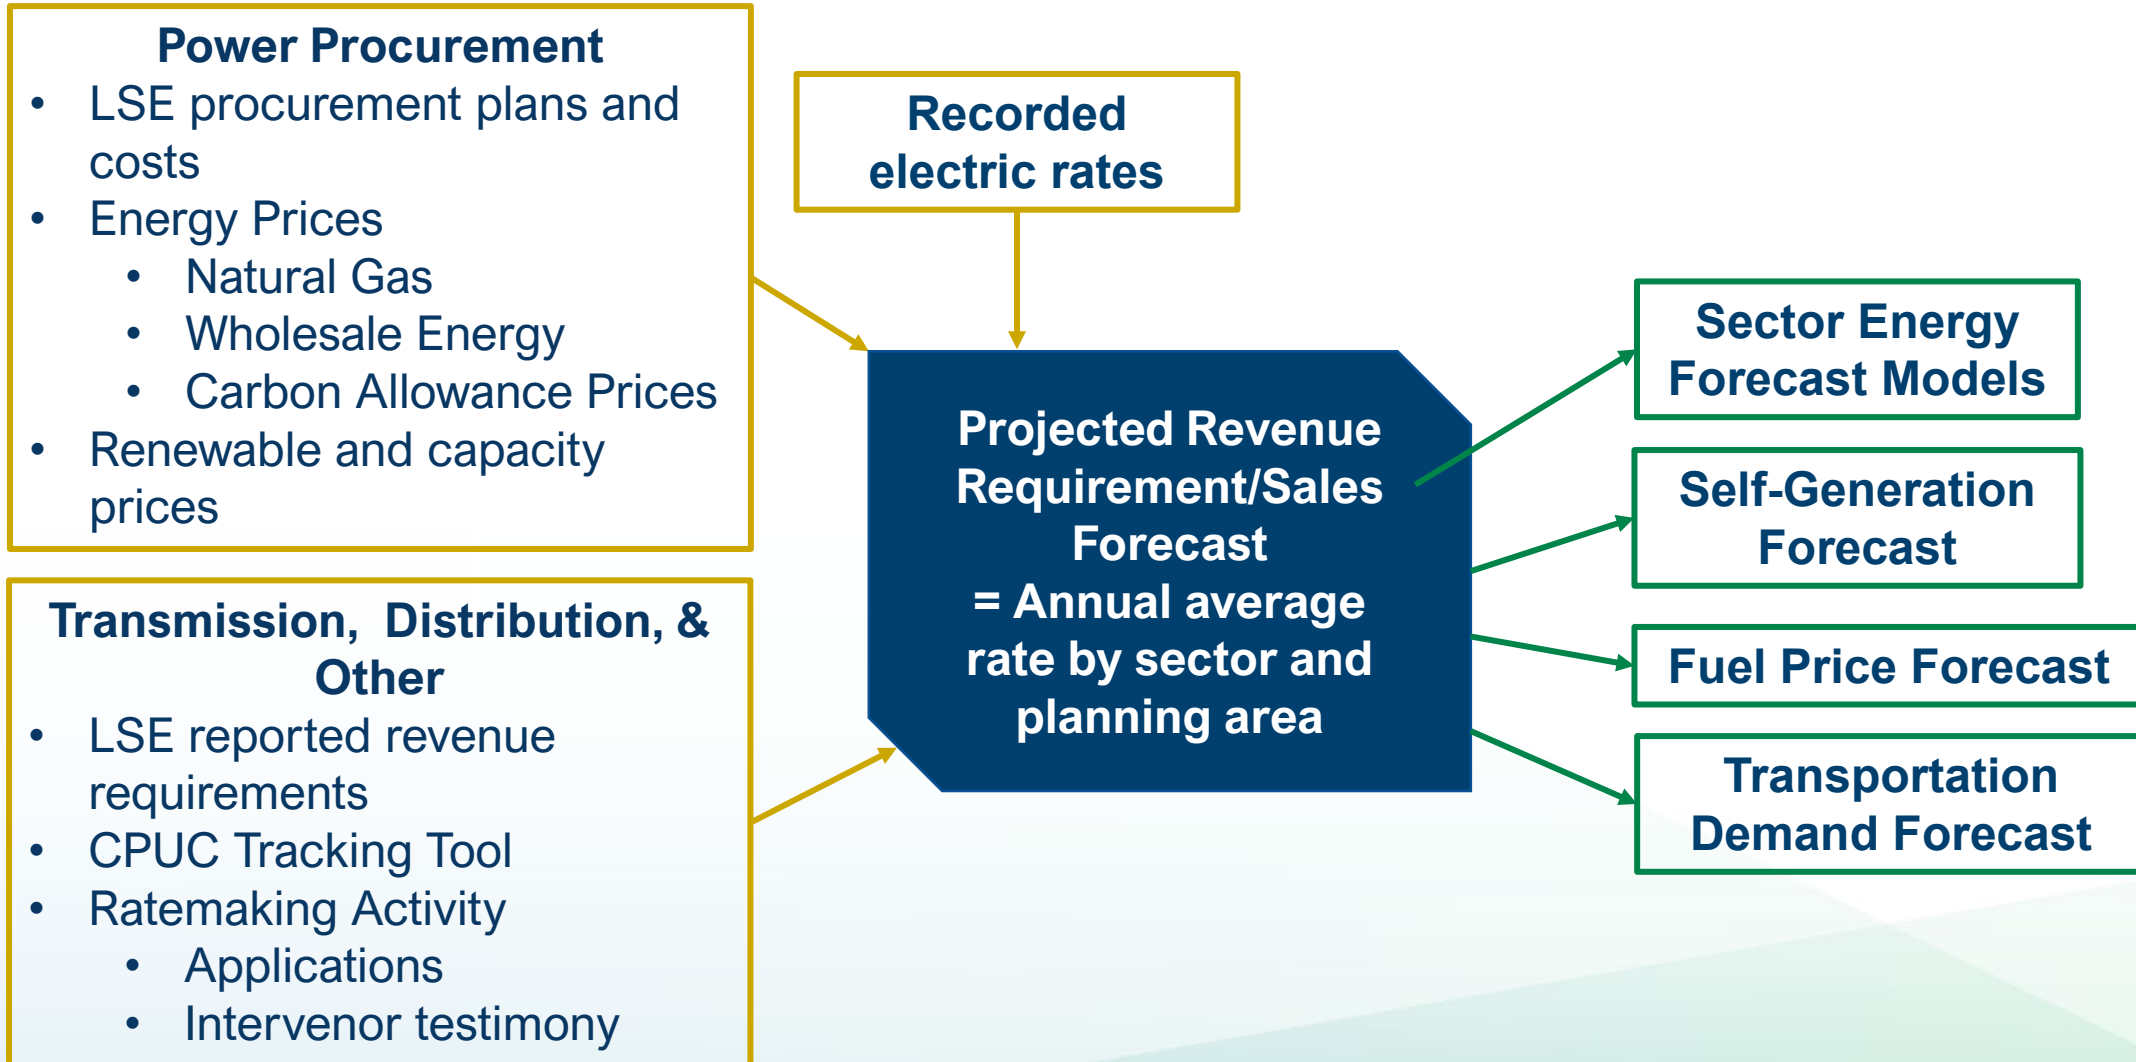 Power Procurement
• LSE procurement plans and
costs
• Energy Prices
• Natural Gas
• Wholesale Energy
• Carbon Allowance Prices
• Renewable and capacity
prices
Transmission, Distribution, &
Other
• LSE reported revenue
requirements
• CPUC Tracking Tool
• Ratemaking Activity
• Applications
• Intervenor testimony
Recorded
electric rates
Projected Revenue
Requirement/Sales
Forecast
= Annual average
rate by sector and
planning area
Sector Energy
Forecast Models
Self-Generation
Forecast
Fuel Price Forecast
Transportation
Demand Forecast